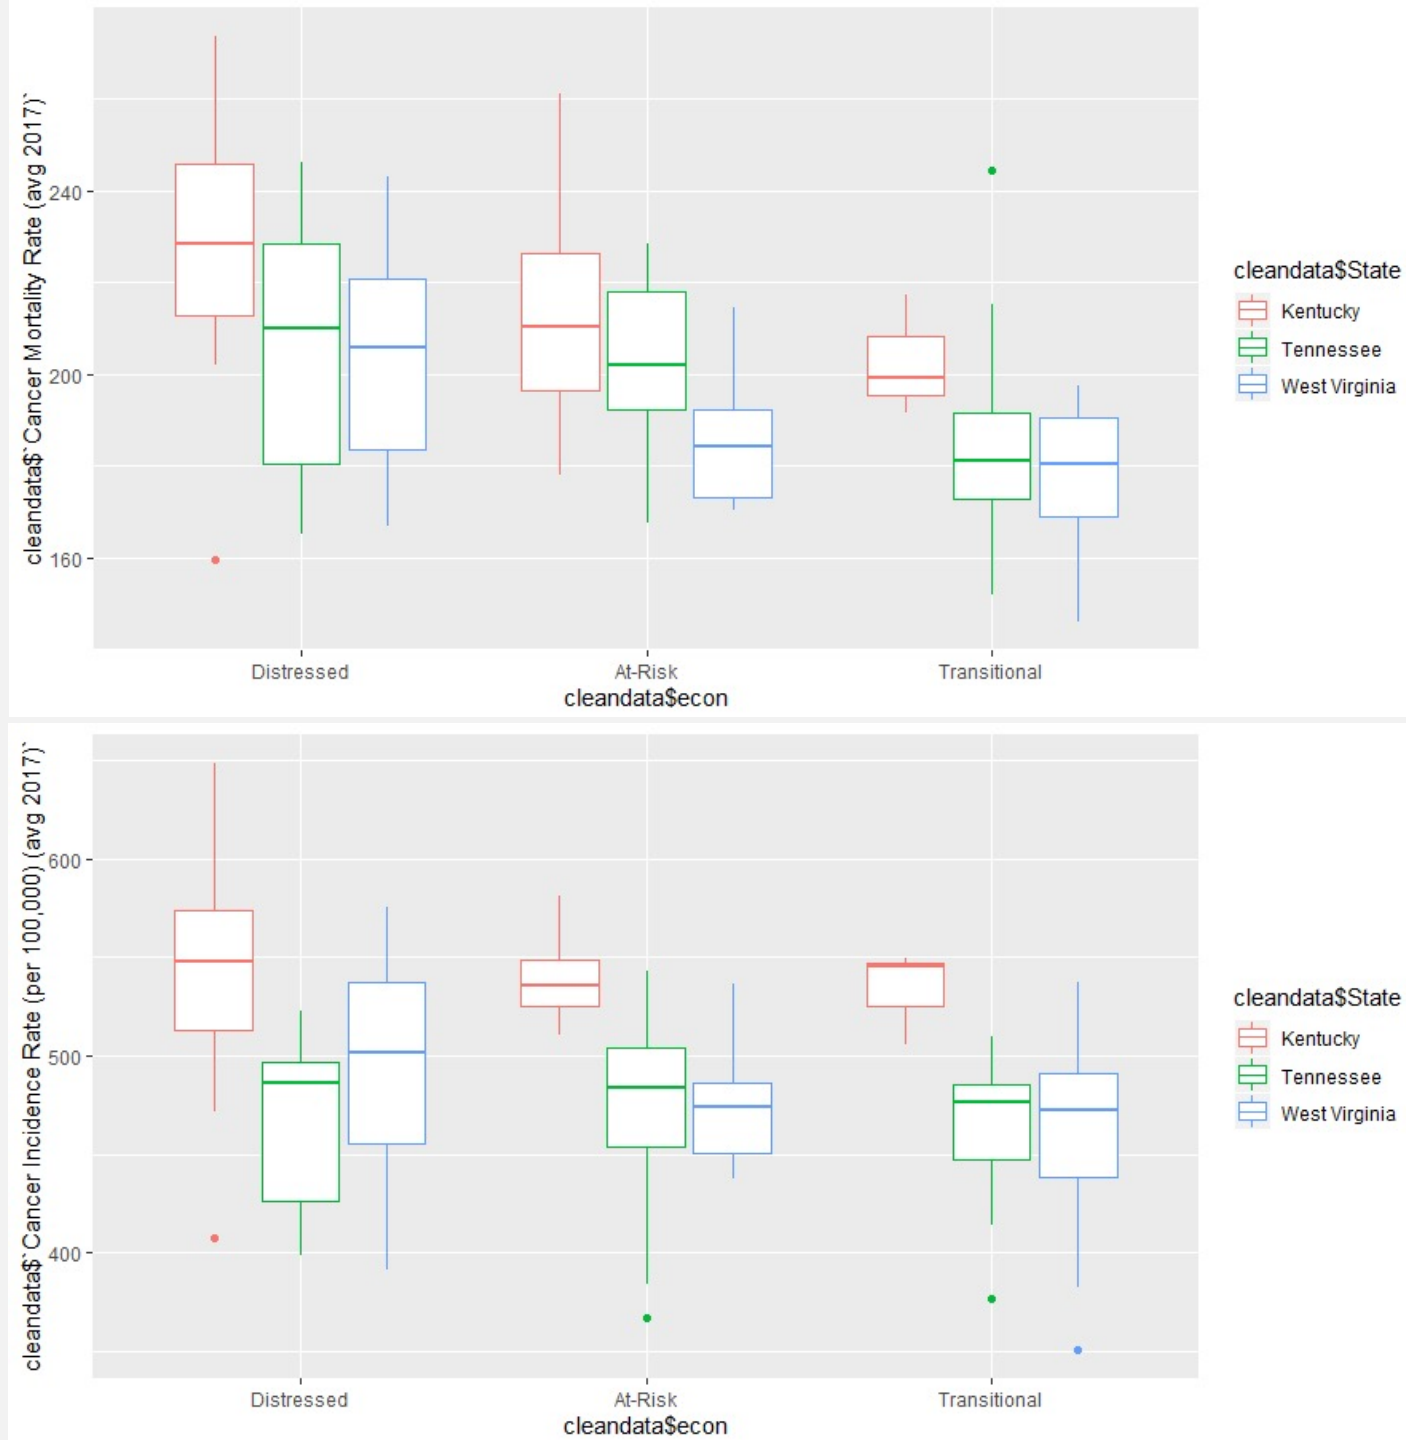 cleandata$`Cancer Mortality Rate (avg 2017)`
240
200
160
Distressed At-Risk Transitional
cleandata$econ
cleandata$State
Kentucky
Tennessee
West Virginia
cleandata$`Cancer Incidence Rate (per 100,000) (avg 2017)`
600
500
400
Distressed At-Risk Transitional
cleandata$econ
cleandata$State
Kentucky
Tennessee
West Virginia